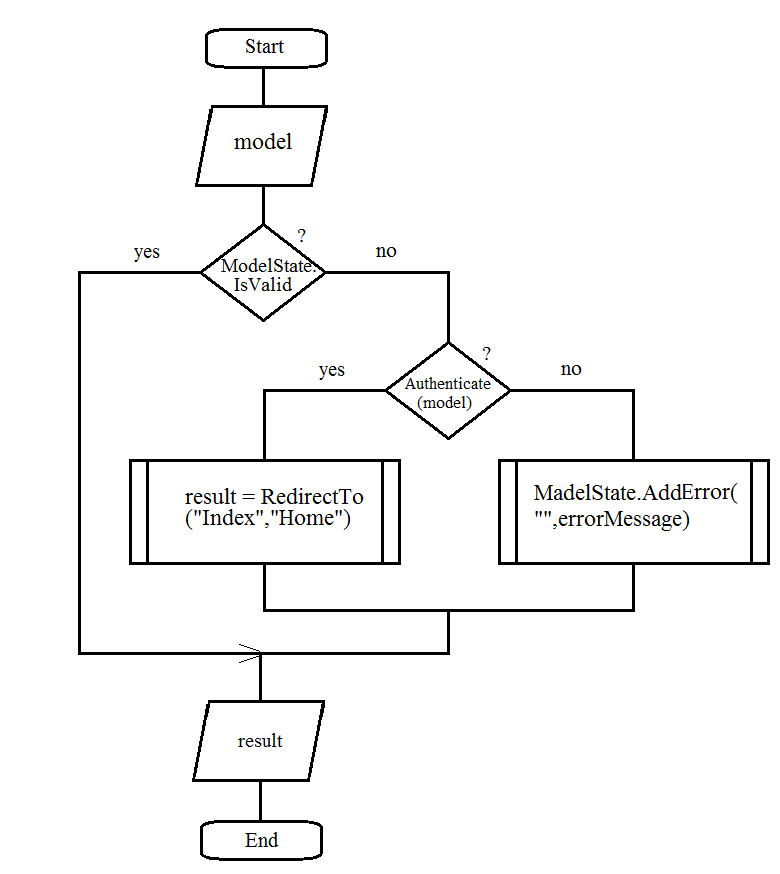 Start
model
?
yes
no
ModelState.
IsValid
?
yes
no
Authenticate
(model)
result = RedirectTo
("Index","Home")
MadelState.AddError(
"",errorMessage)
result
End